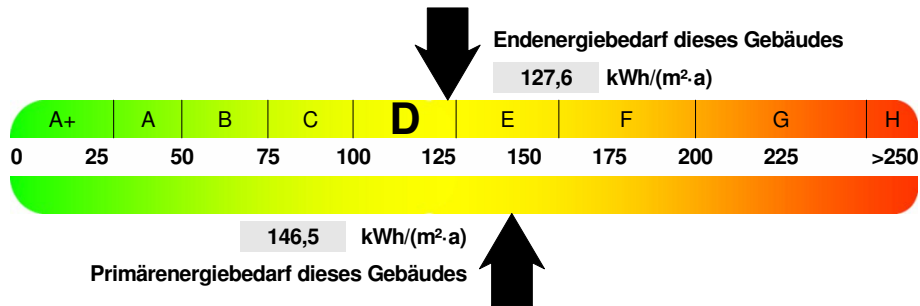 Endenergiebedarf dieses Gebäudes
127,6 kWh/(m²·a)
A+ A B C D E F G H
0 25 50 75 100 125 150 175 200 225 >250
146,5 kWh/(m²·a)
Primärenergiebedarf dieses Gebäudes